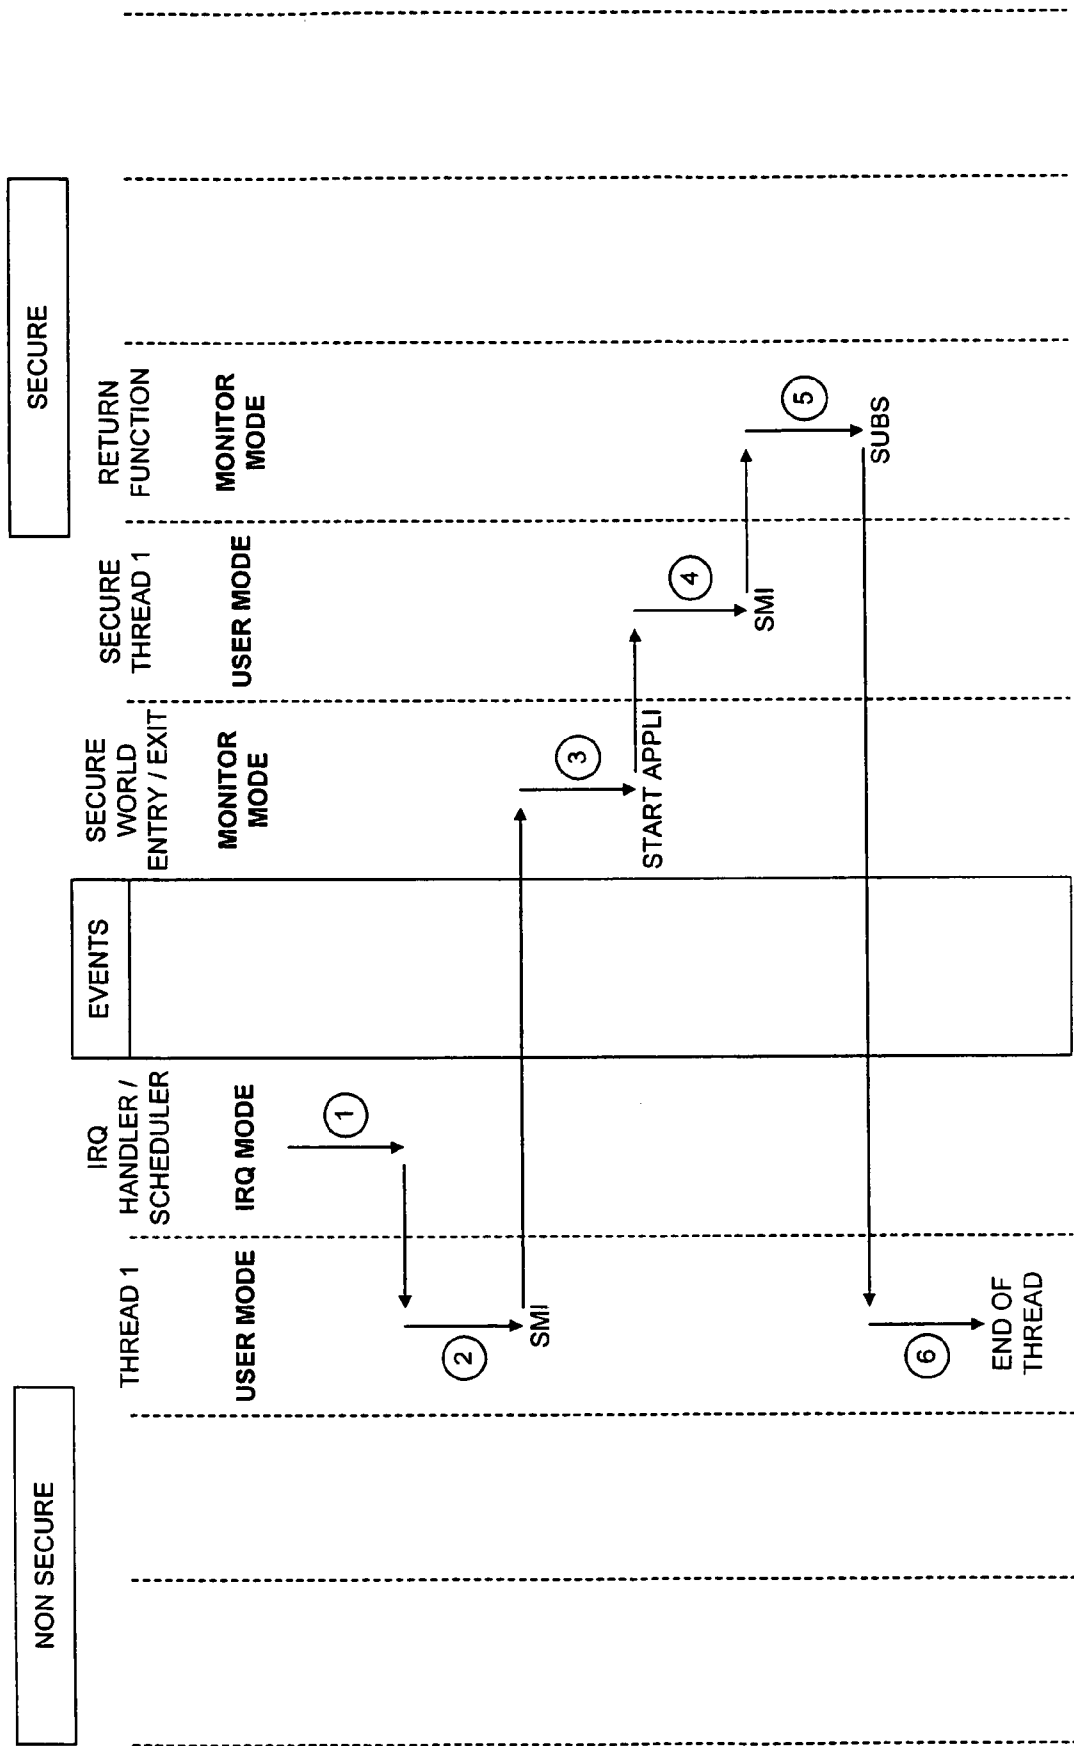 NON SECURE
SECURE
EVENTS
THREAD 1
IRQ
HANDLER /
SCHEDULER
SECURE
WORLD
ENTRY / EXIT
SECURE
THREAD 1
RETURN
FUNCTION
USER MODE
IRQ MODE
MONITOR
MODE
USER MODE
MONITOR
MODE
1
2
SMI
3
START APPLI
4
SMI
5
SUBS
6
END OF
THREAD